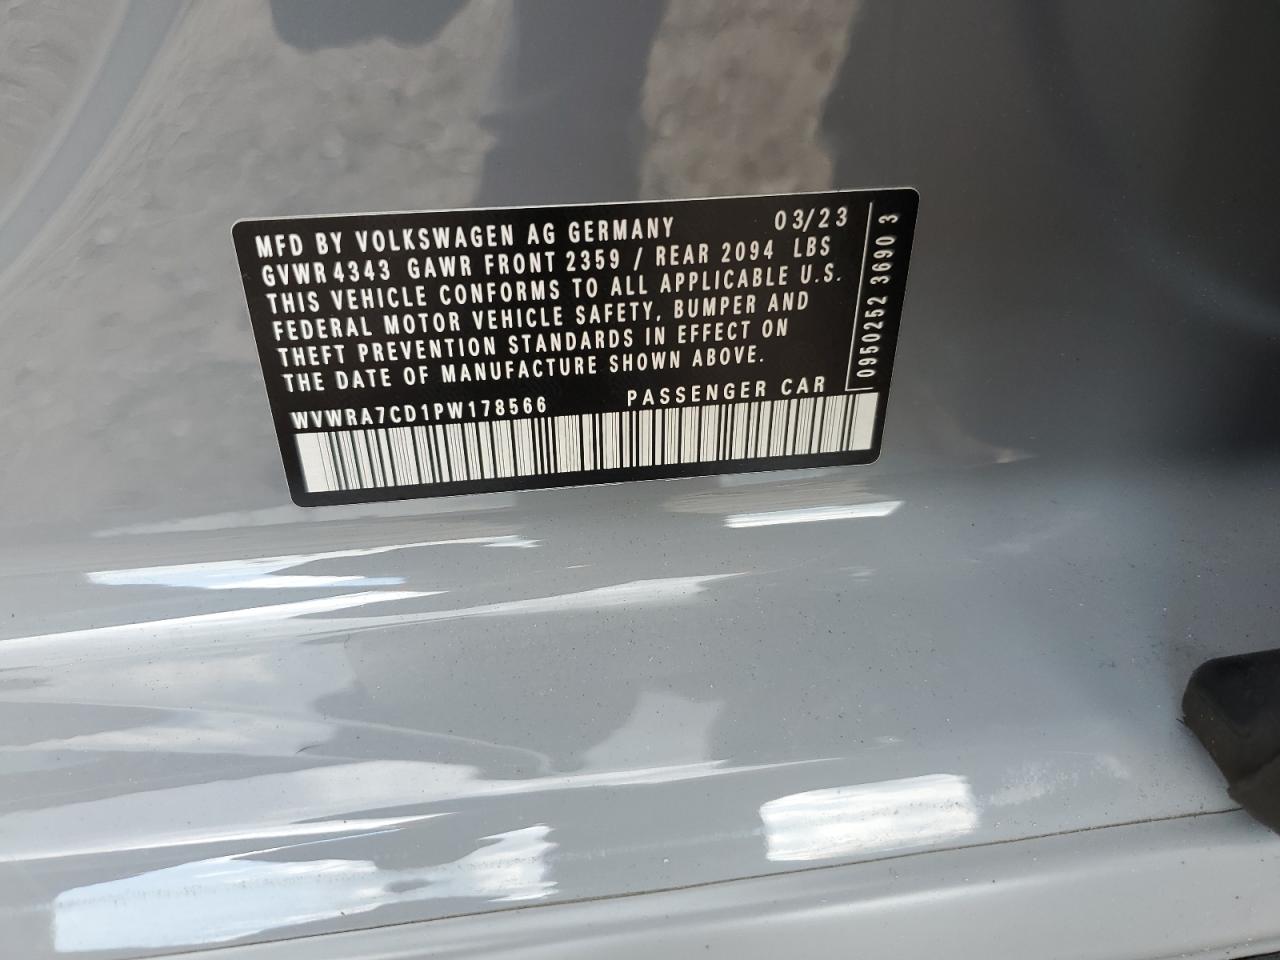 MFD BY VOLKSWAGEN AG GERMANY 03/23
GVWR 4343 GAWR FRONT 2359 / REAR 2094 LBS
THIS VEHICLE CONFORMS TO ALL APPLICABLE U.S.
FEDERAL MOTOR VEHICLE SAFETY, BUMPER AND
THEFT PREVENTION STANDARDS IN EFFECT ON
THE DATE OF MANUFACTURE SHOWN ABOVE.
WVWRA7CD1PW178566 PASSENGER CAR
0950252 3690 3